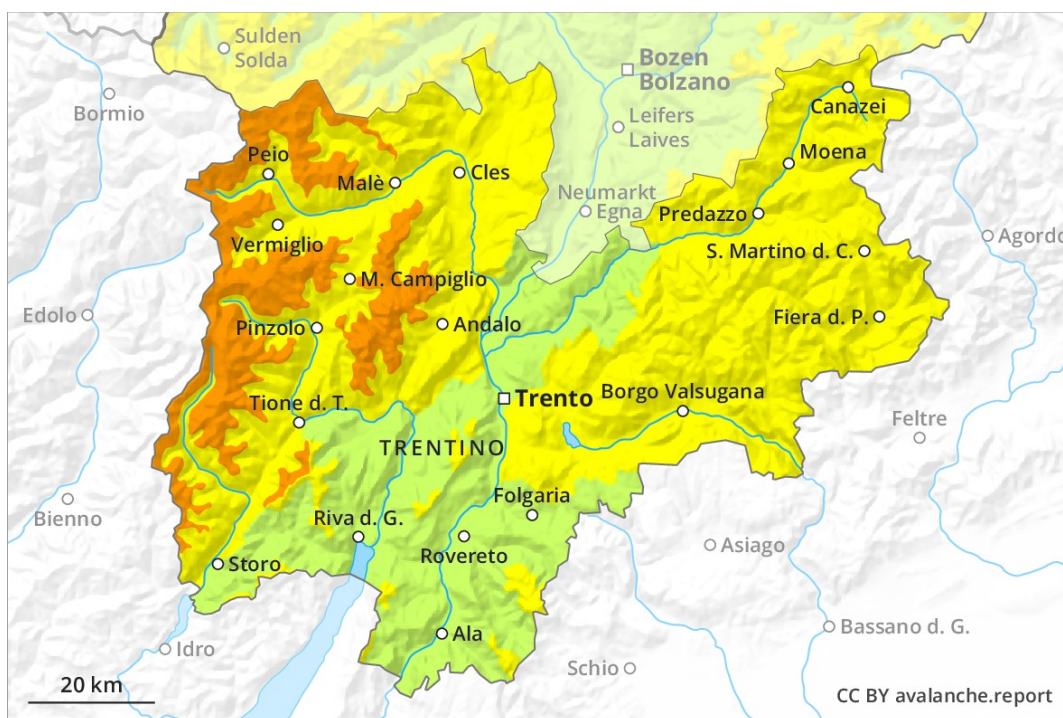 Sulden
Solda
Bozen
Bolzano
Canazei
Bormio
Leifers
Laives
Peio
Moena
Malè
Cles
Neumarkt
Egna
Predazzo
Vermiglio
Agordo
S. Martino d. C.
M. Campiglio
Edolo
Pinzolo
Andalo
Fiera d. P.
Trento
Borgo Valsugana
Tione d. T.
Feltre
TRENTINO
Bienno
Folgaria
Riva d. G.
Rovereto
Asiago
Storo
Ala
Bassano d. G.
Idro
Schio
20 km
CC BY avalanche.report